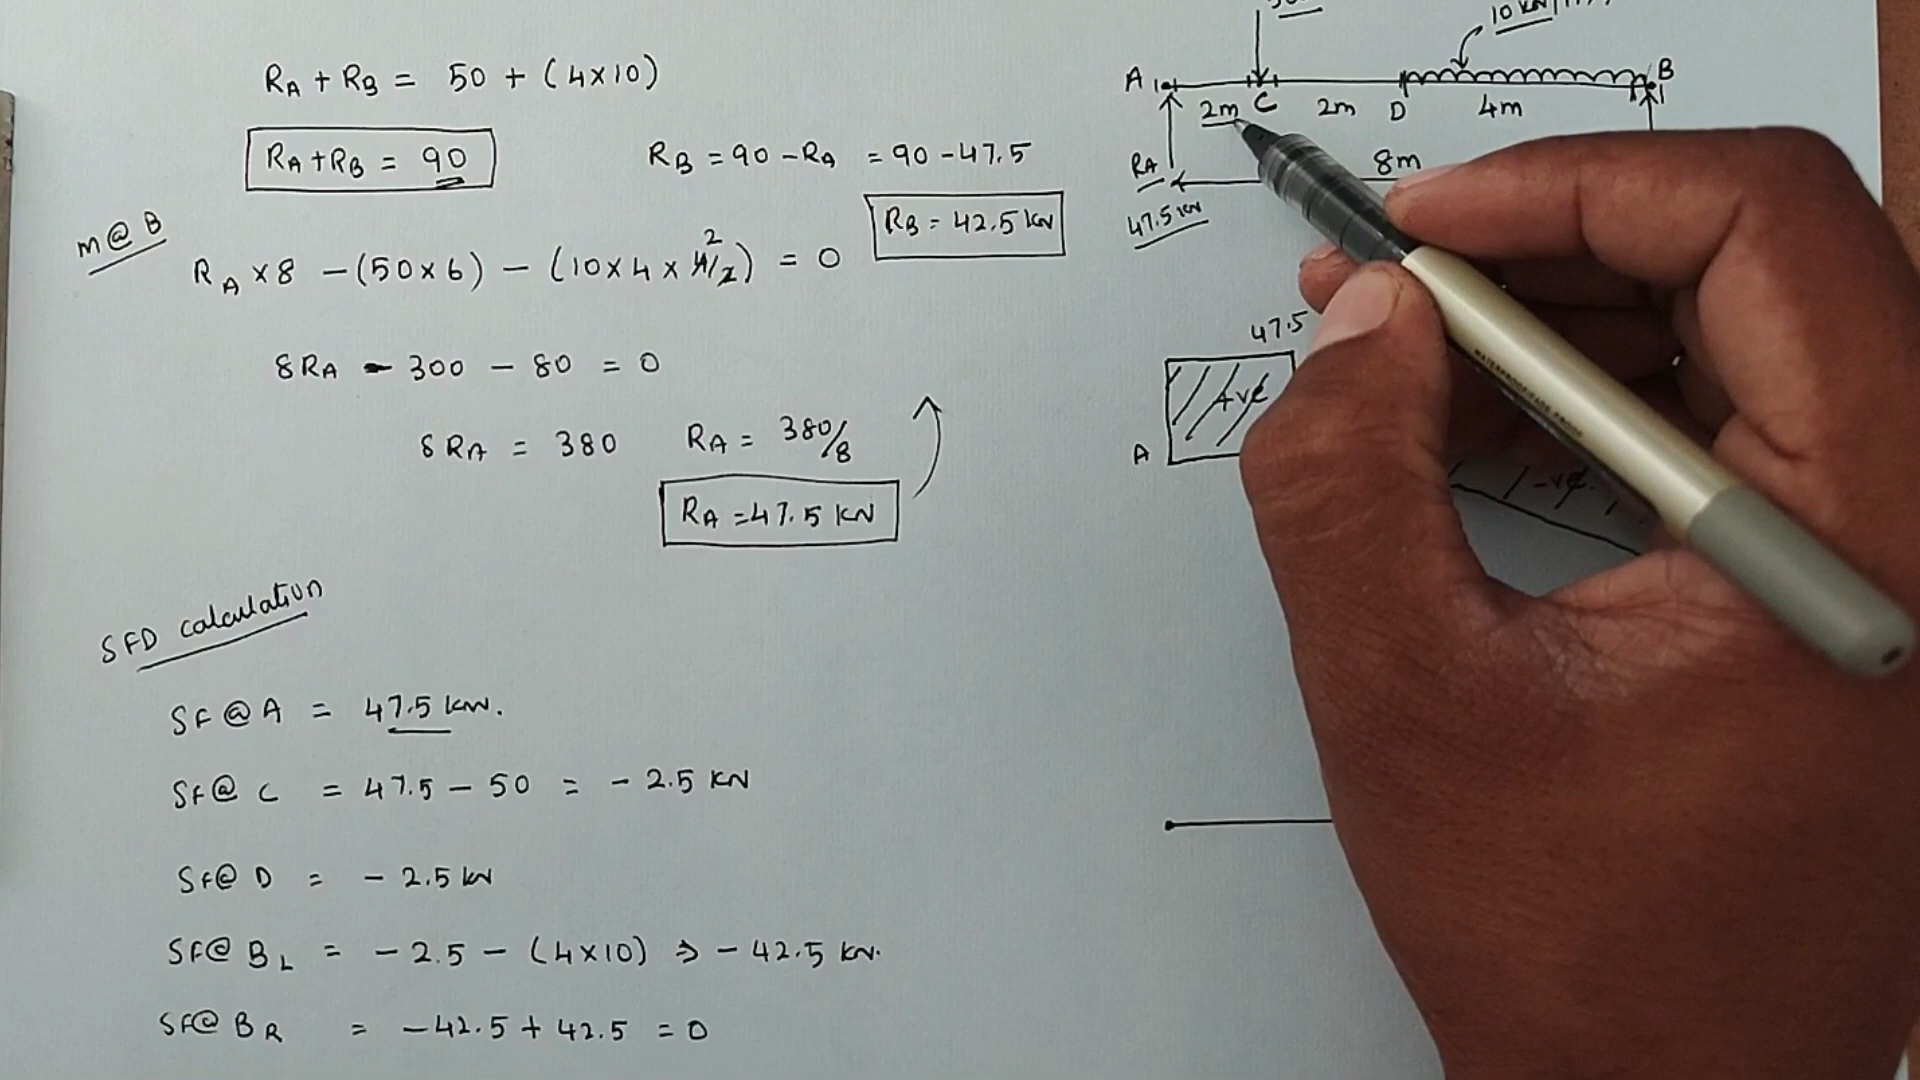 RA + RB = 50 + (4×10)
RA + RB = 90
RB = 90 - RA = 90 - 47.5
RB = 42.5 KN
m@B
RA × 8 - (50×6) - (10×4×4/2) = 0
2
8RA - 300 - 80 = 0
8RA = 380
RA = 380/8
RA = 47.5 KN
SFD calculation
SF@A = 47.5 KN.
SF@ C = 47.5 - 50 = - 2.5 KN
SF@ D = - 2.5 KN
SF@ BL = - 2.5 - (4×10) ⇒ - 42.5 KN.
SF@ BR = - 42.5 + 42.5 = 0
10 KN/m
A C D B
2m 2m 4m
RA
8m
47.5 KN
47.5
+ve
A
-ve